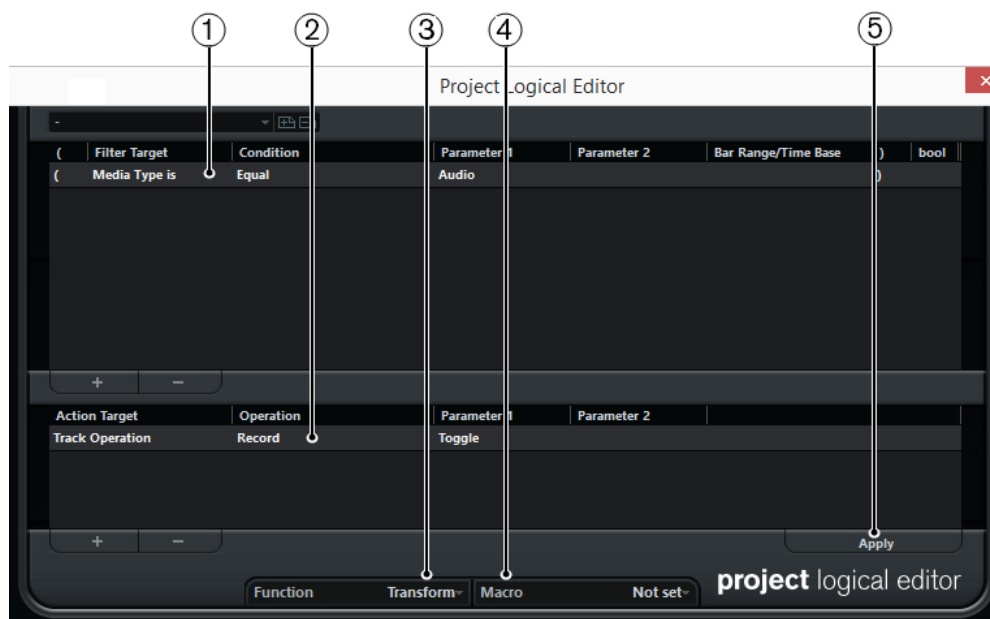 1 2 3 4 5
Project Logical Editor
-
( Filter Target Condition Parameter 1 Parameter 2 Bar Range/Time Base ) bool
( Media Type is Equal Audio )
+ −
Action Target Operation Parameter 1 Parameter 2
Track Operation Record Toggle
+ − Apply
Function Transform Macro Not set
project logical editor